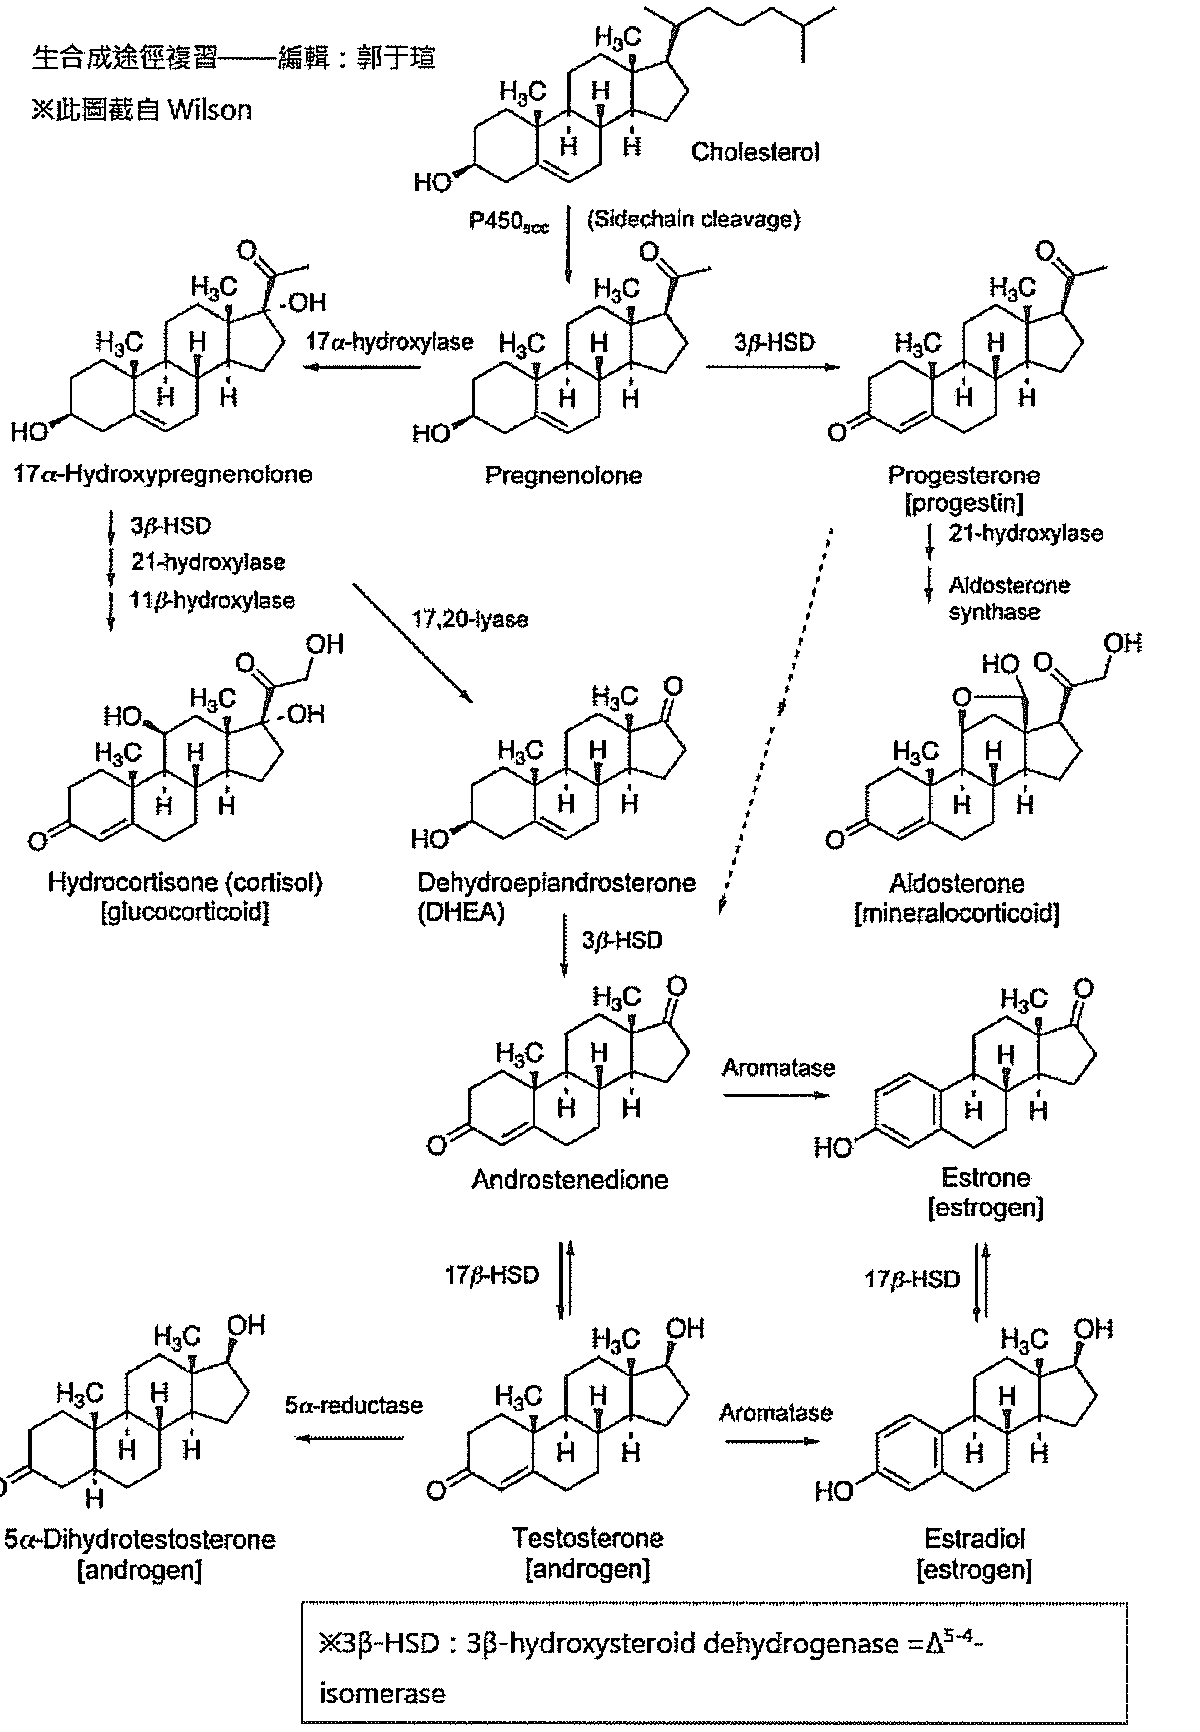 生合成途徑複習——編輯：郭于瑄
※此圖截自 Wilson
H₃C
H₃C H
H H
HO
Cholesterol
P450scc (Sidechain cleavage)
O
H₃C
OH
H₃C H
H H
HO
17α-Hydroxypregnenolone
17α-hydroxylase
O
H₃C
H₃C H
H H
HO
Pregnenolone
3β-HSD
O
H₃C
H₃C H
H H
O
Progesterone
[progestin]
3β-HSD
21-hydroxylase
11β-hydroxylase
17,20-lyase
21-hydroxylase
Aldosterone
synthase
OH
O
H₃C
HO
OH
H₃C H
H H
O
Hydrocortisone (cortisol)
[glucocorticoid]
O
H₃C
H₃C H
H H
HO
Dehydroepiandrosterone
(DHEA)
OH
HO O
O
H₃C H
H H
O
Aldosterone
[mineralocorticoid]
3β-HSD
O
H₃C
H₃C H
H H
O
Androstenedione
Aromatase
O
H₃C
H
H H
HO
Estrone
[estrogen]
17β-HSD
17β-HSD
OH
H₃C
H₃C H
H H
O
H
5α-Dihydrotestosterone
[androgen]
5α-reductase
OH
H₃C
H₃C H
H H
O
Testosterone
[androgen]
Aromatase
OH
H₃C
H
H H
HO
Estradiol
[estrogen]
※3β-HSD：3β-hydroxysteroid dehydrogenase =Δ⁵⁻⁴-
isomerase